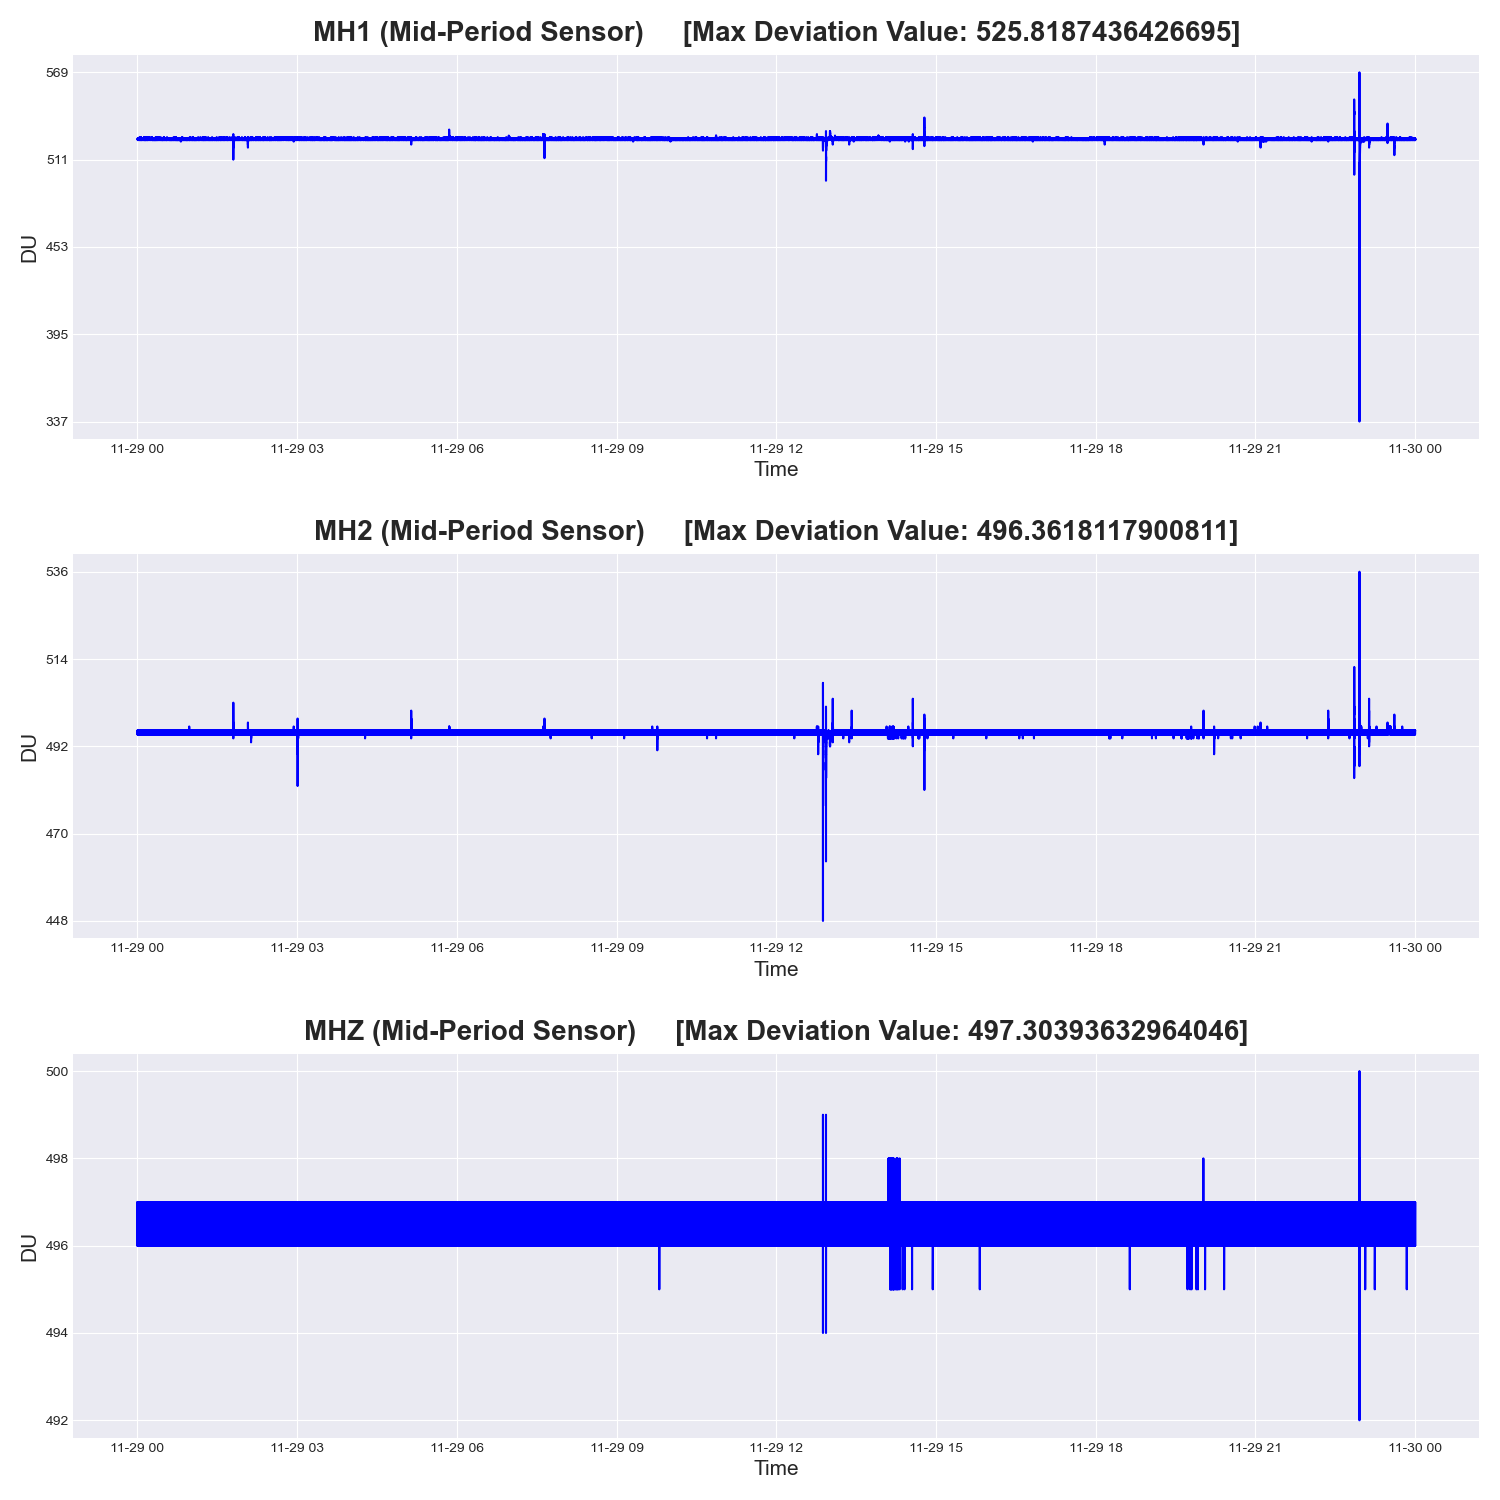 MH1 (Mid-Period Sensor) [Max Deviation Value: 525.8187436426695]
569
511
453
395
337
DU
11-29 00 11-29 03 11-29 06 11-29 09 11-29 12 11-29 15 11-29 18 11-29 21 11-30 00
Time
MH2 (Mid-Period Sensor) [Max Deviation Value: 496.3618117900811]
536
514
492
470
448
DU
11-29 00 11-29 03 11-29 06 11-29 09 11-29 12 11-29 15 11-29 18 11-29 21 11-30 00
Time
MHZ (Mid-Period Sensor) [Max Deviation Value: 497.30393632964046]
500
498
496
494
492
DU
11-29 00 11-29 03 11-29 06 11-29 09 11-29 12 11-29 15 11-29 18 11-29 21 11-30 00
Time